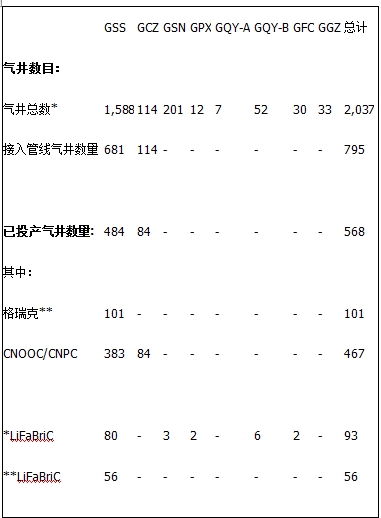 GSS GCZ GSN GPX GQY-A GQY-B GFC GGZ 总计
气井数目:
气井总数* 1,588 114 201 12 7 52 30 33 2,037
接入管线气井数量 681 114 - - - - - - 795
已投产气井数量: 484 84 - - - - - - 568
其中:
格瑞克** 101 - - - - - - - 101
CNOOC/CNPC 383 84 - - - - - - 467
*LiFaBriC 80 - 3 2 - 6 2 - 93
**LiFaBriC 56 - - - - - - - 56